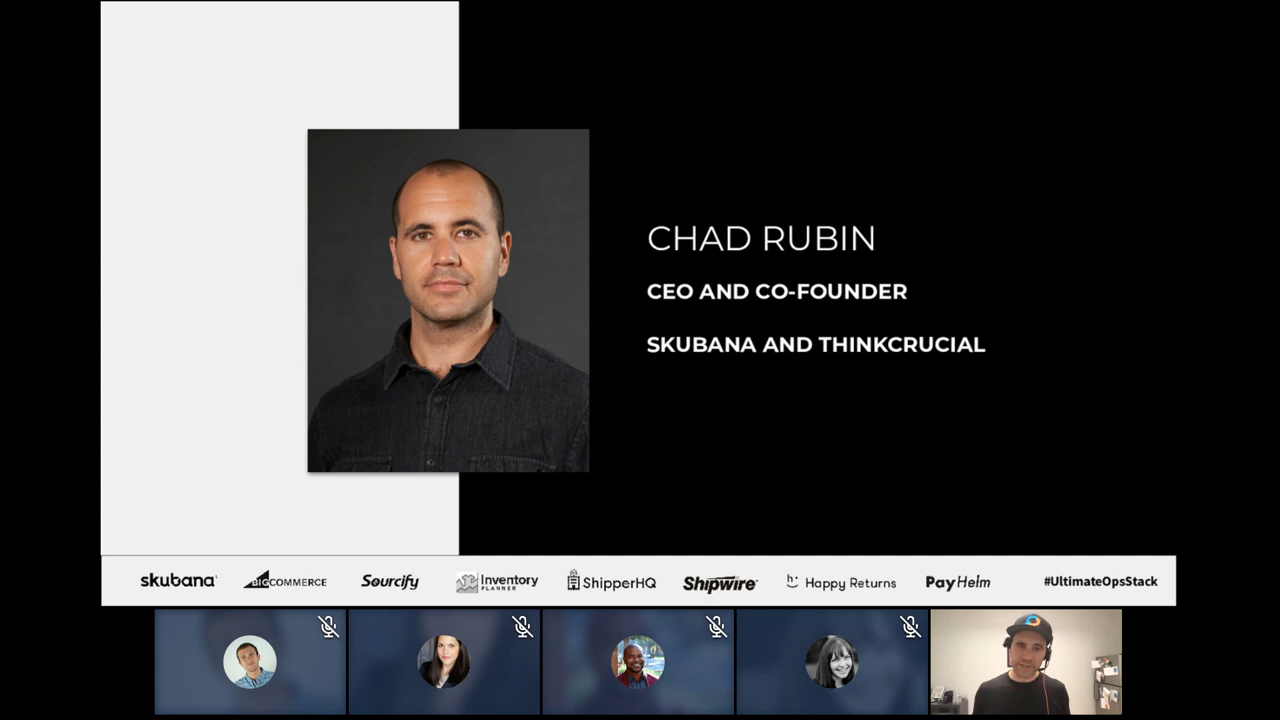 CHAD RUBIN
CEO AND CO-FOUNDER
SKUBANA AND THINKCRUCIAL
skubana
BIGCOMMERCE
Sourcify
Inventory PLANNER
ShipperHQ
Shipwire
Happy Returns
PayHelm
#UltimateOpsStack